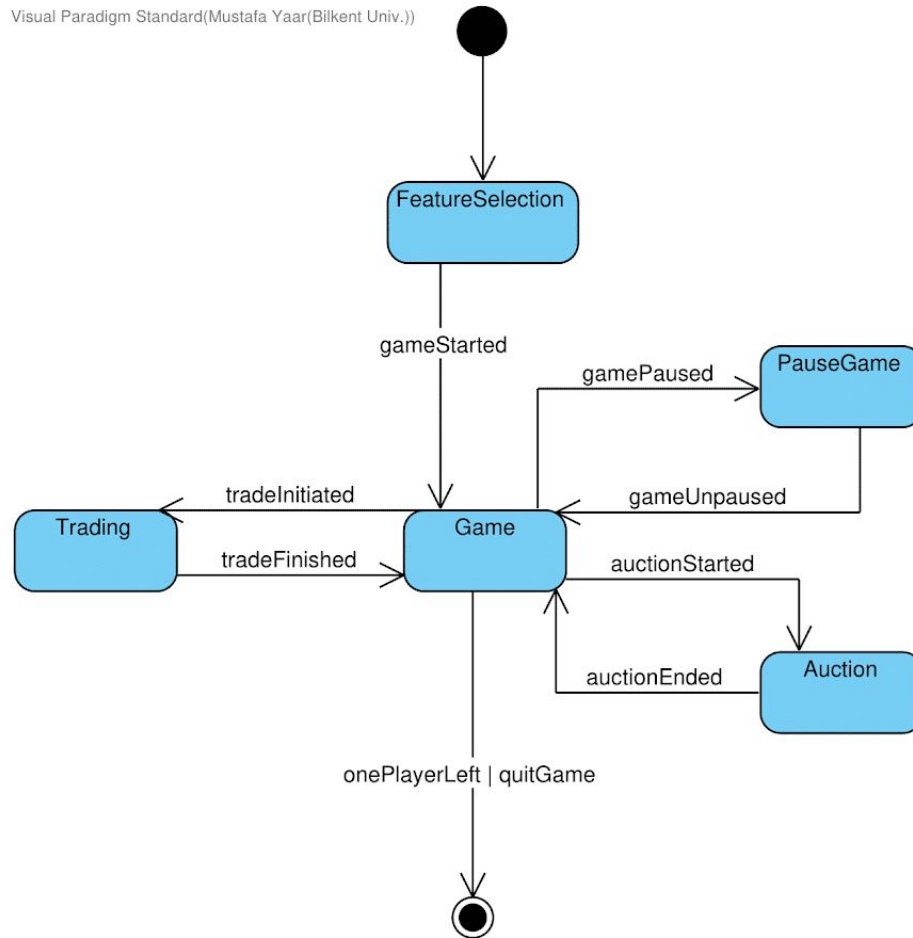 Visual Paradigm Standard(Mustafa Yaar(Bilkent Univ.))
FeatureSelection
gameStarted
PauseGame
gamePaused
gameUnpaused
tradeInitiated
Trading
Game
tradeFinished
auctionStarted
Auction
auctionEnded
onePlayerLeft | quitGame